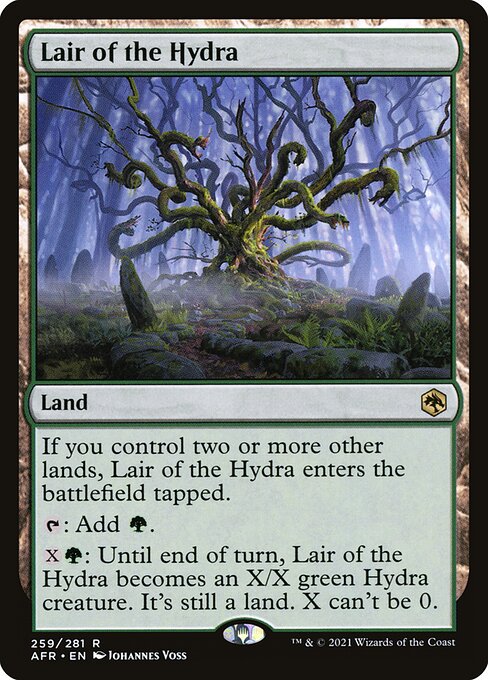 Lair of the Hydra
Land
If you control two or more other
lands, Lair of the Hydra enters the
battlefield tapped.
: Add .
X: Until end of turn, Lair of the
Hydra becomes an X/X green Hydra
creature. It's still a land. X can't be 0.
259/281 R
™ & © 2021 Wizards of the Coast
AFR • EN Johannes Voss